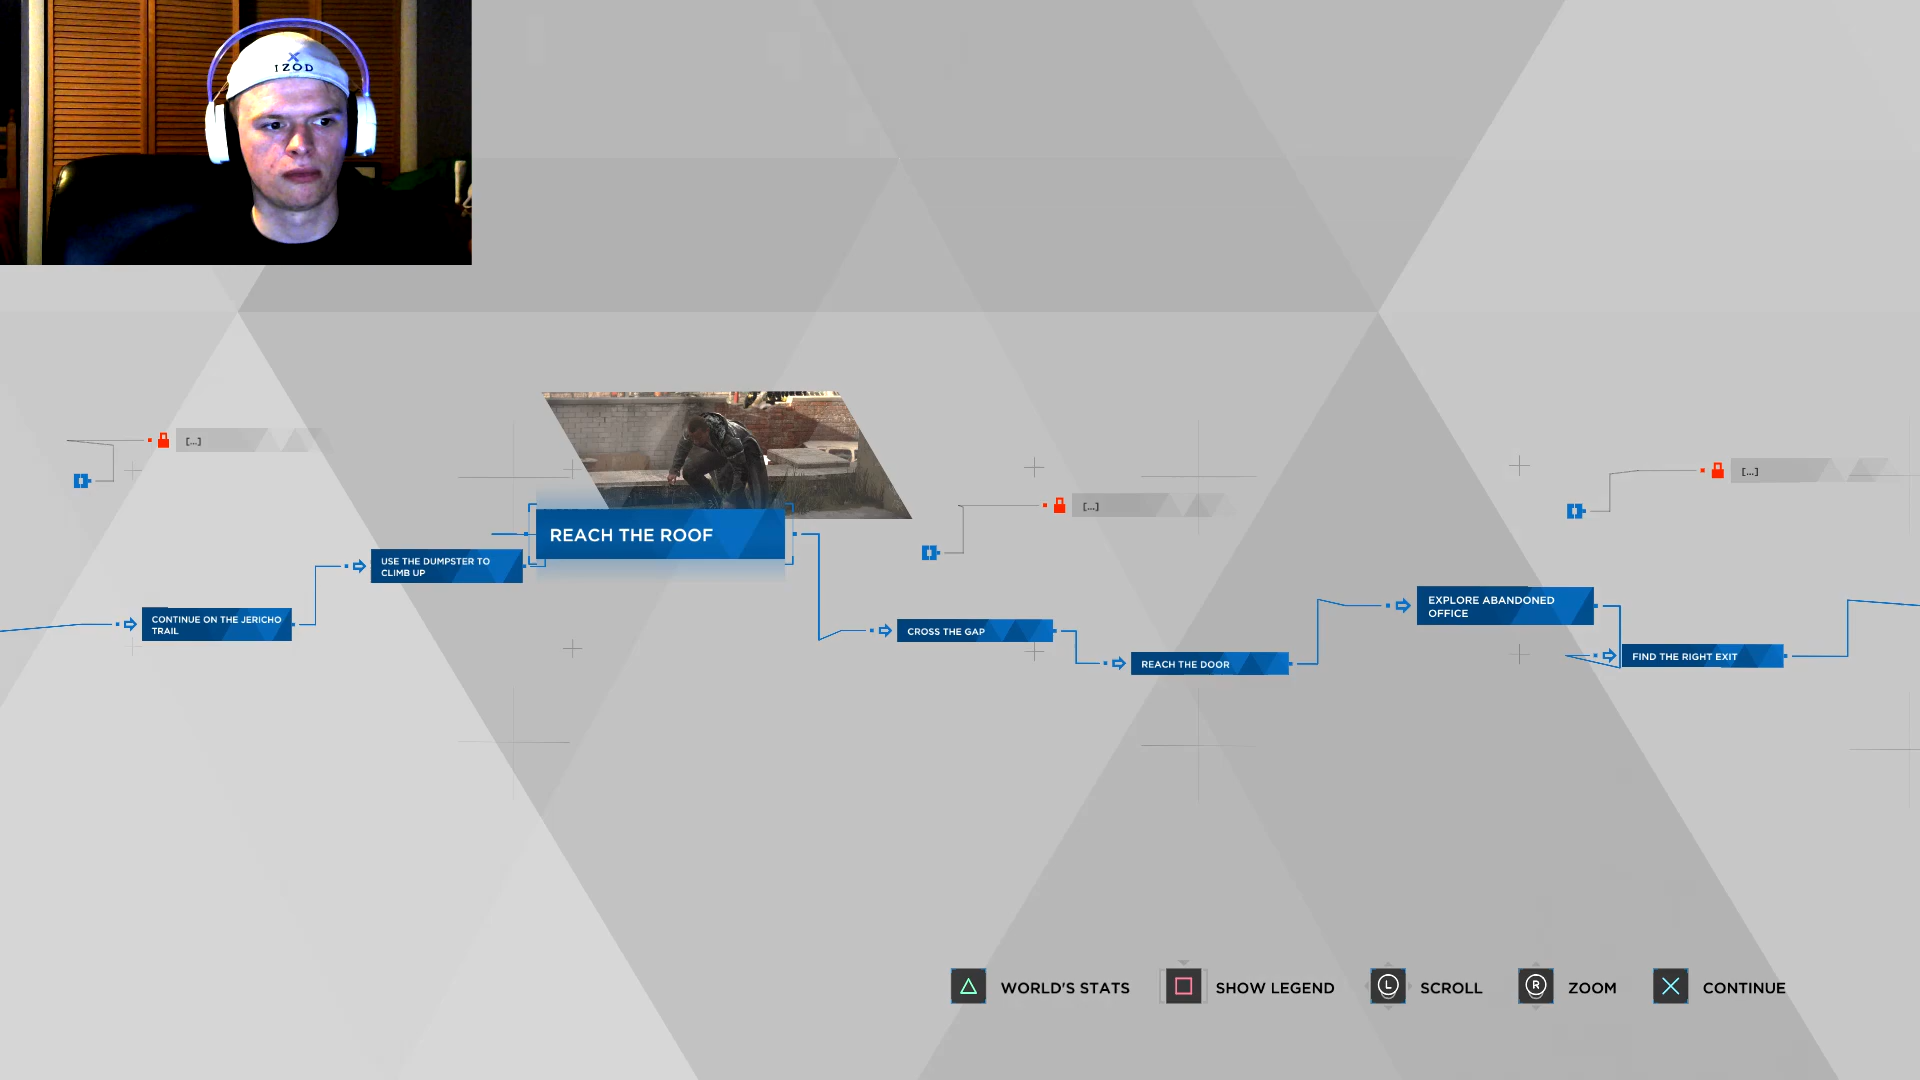 IZOD
[...]
[...]
[...]
REACH THE ROOF
USE THE DUMPSTER TO
CLIMB UP
CONTINUE ON THE JERICHO
TRAIL
CROSS THE GAP
REACH THE DOOR
EXPLORE ABANDONED
OFFICE
FIND THE RIGHT EXIT
WORLD'S STATS
SHOW LEGEND
L
SCROLL
R
ZOOM
CONTINUE